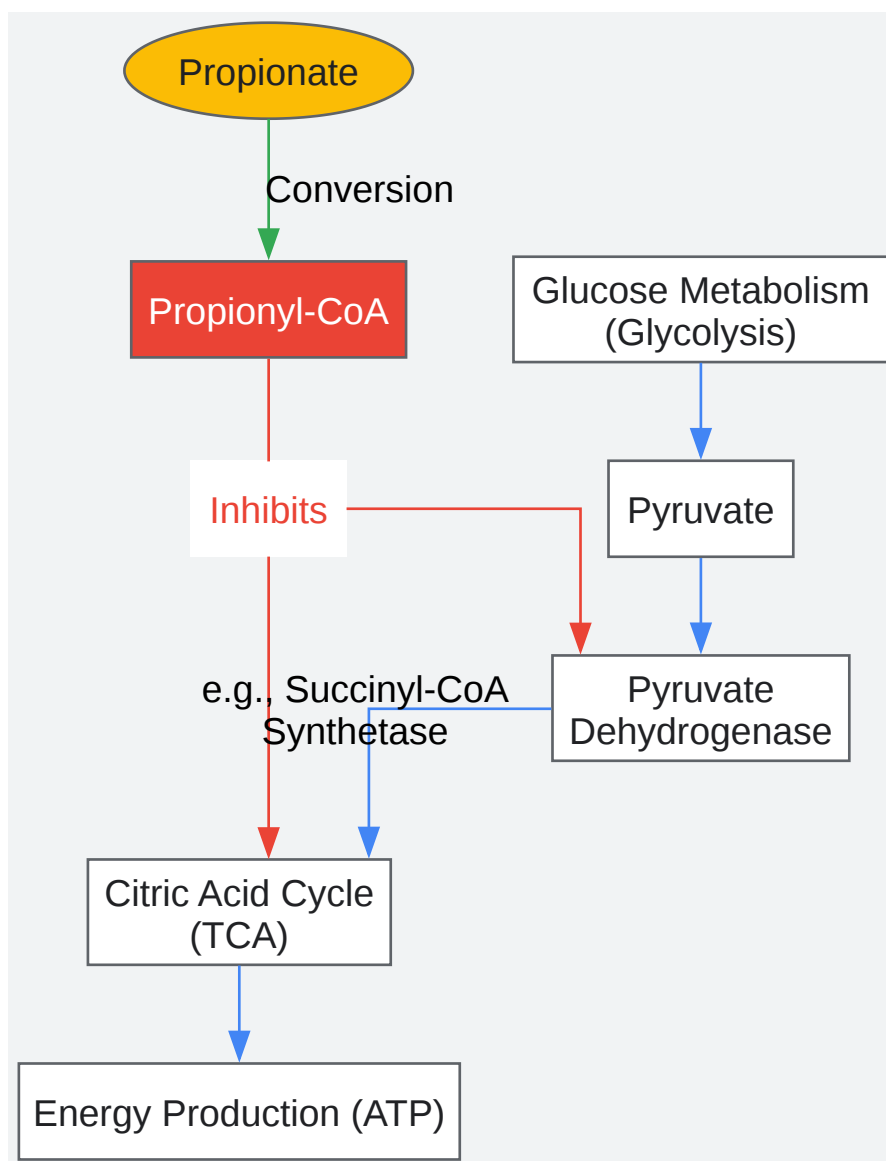 Propionate
Conversion
Propionyl-CoA
Glucose Metabolism
(Glycolysis)
Inhibits
Pyruvate
e.g., Succinyl-CoA
Synthetase
Pyruvate
Dehydrogenase
Citric Acid Cycle
(TCA)
Energy Production (ATP)